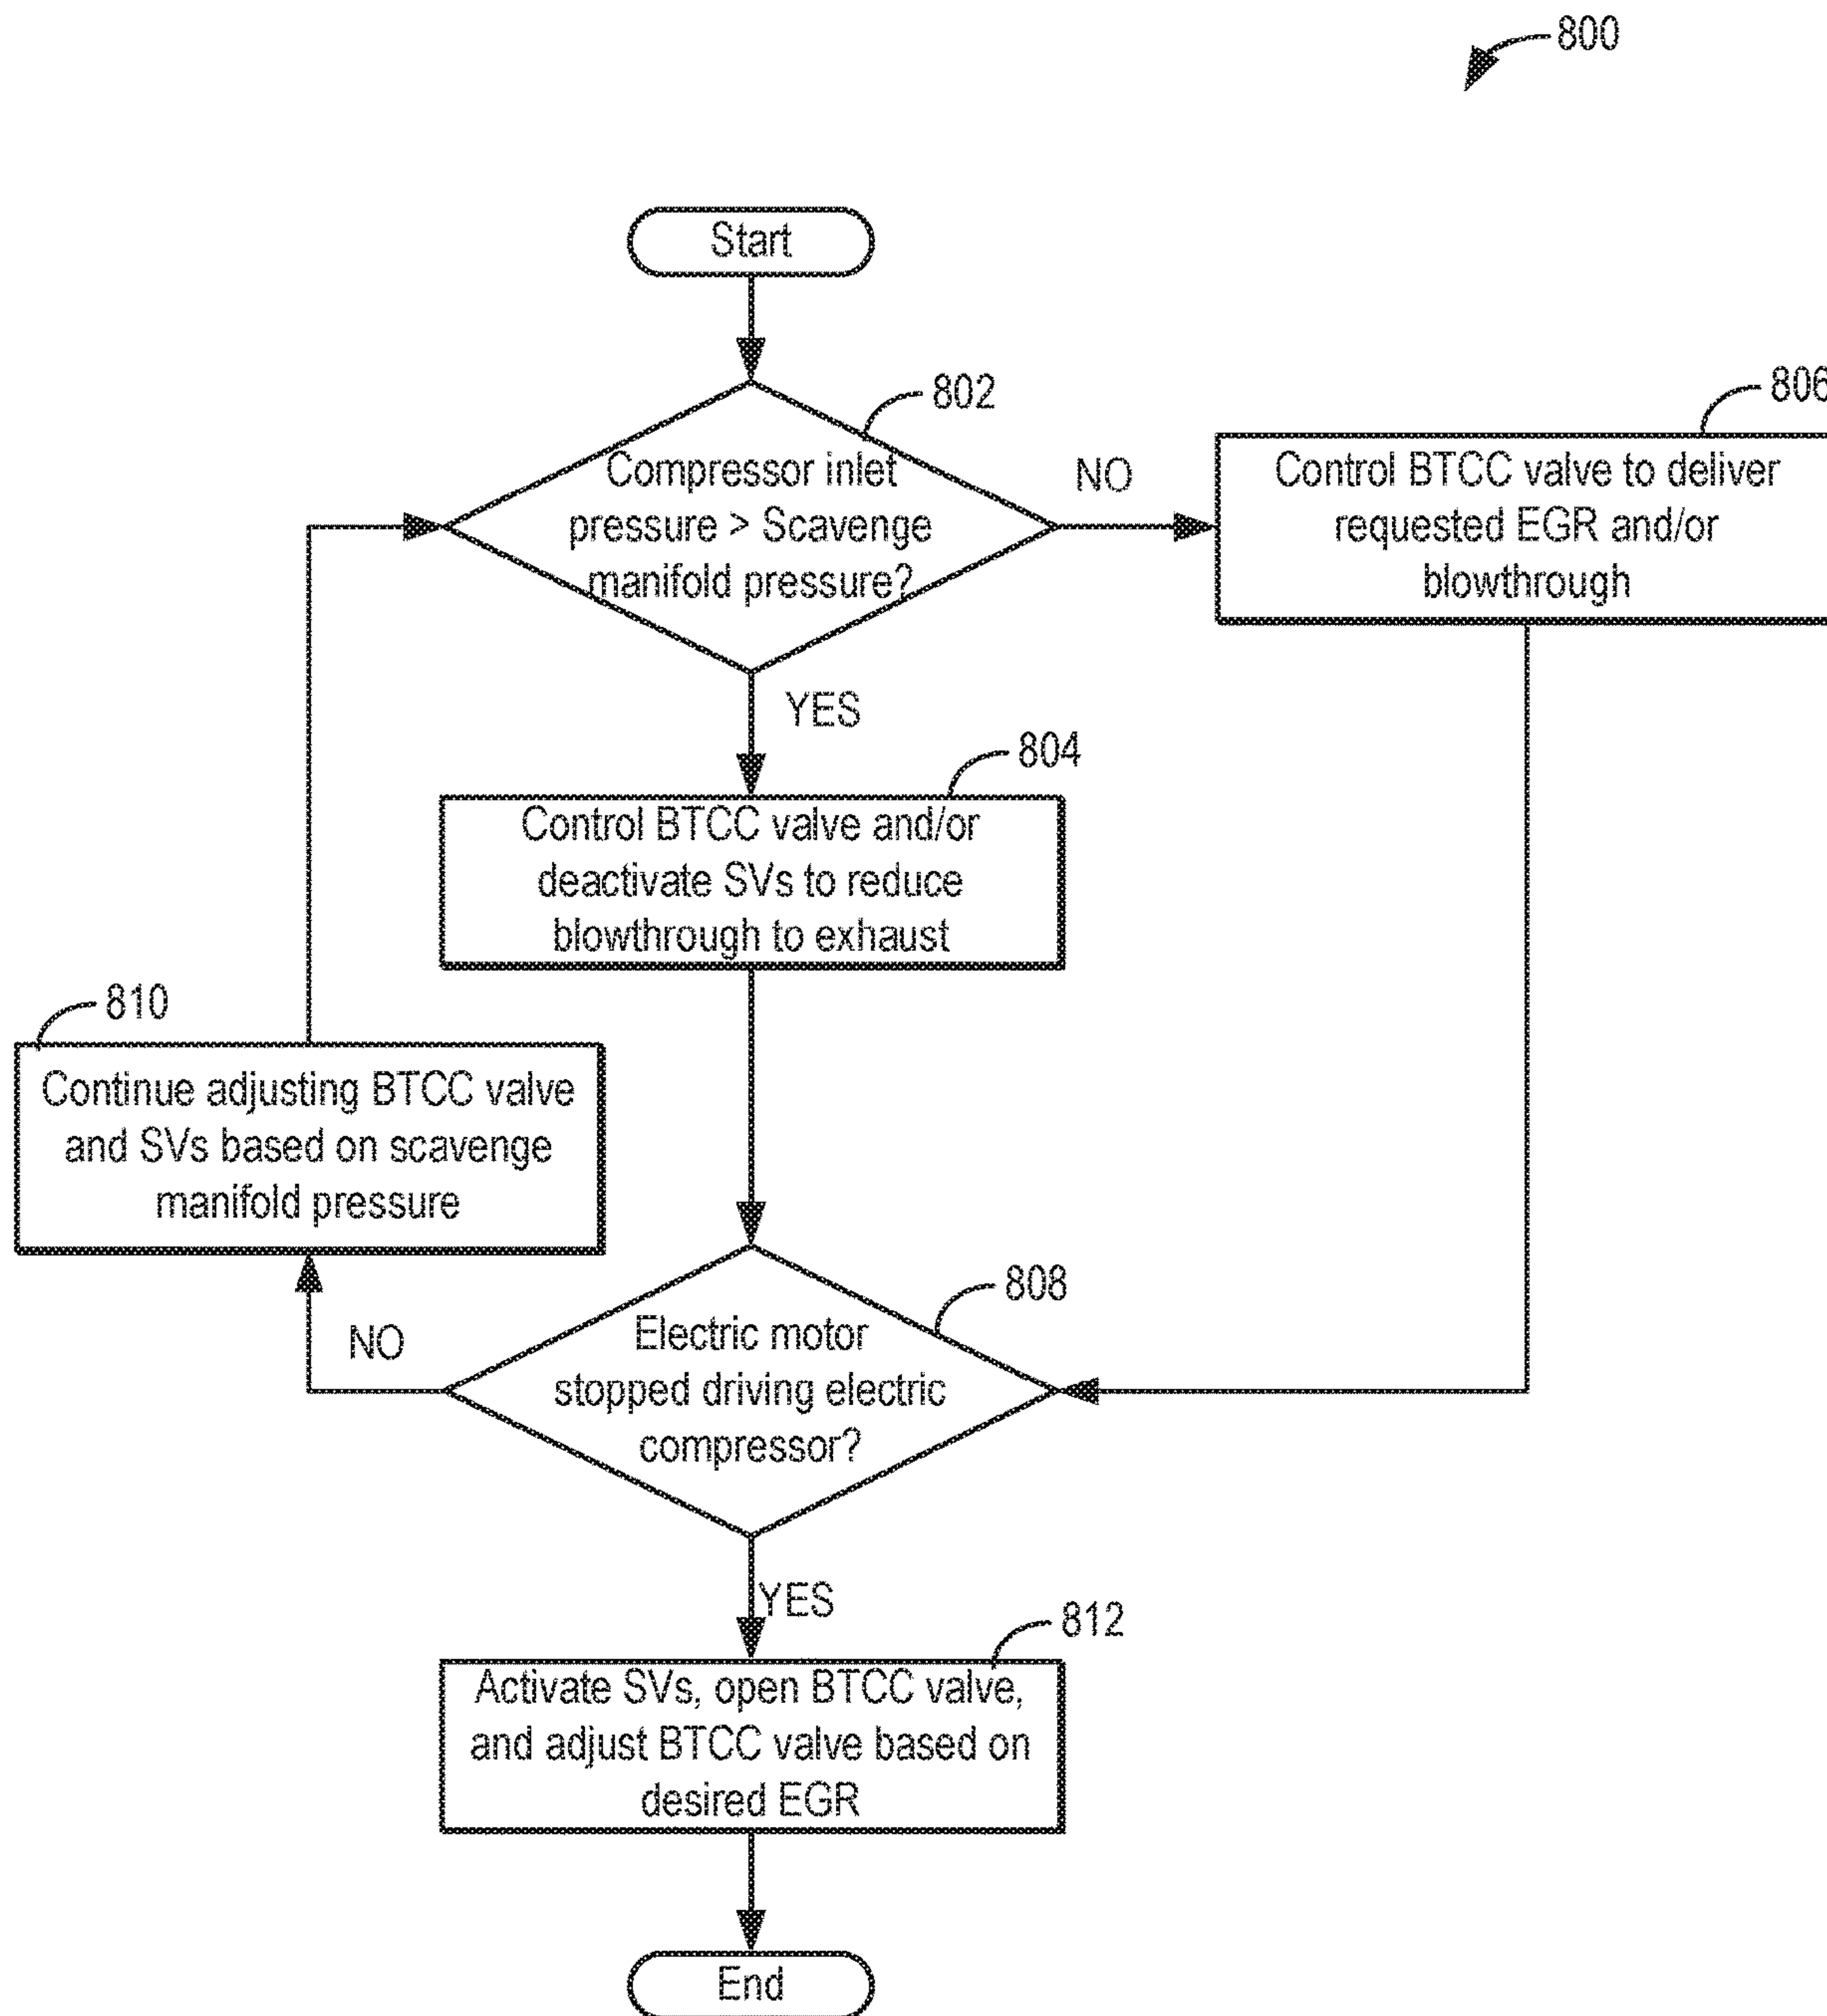 800
Start
802
Compressor inlet
pressure > Scavenge
manifold pressure?
NO
806
Control BTCC valve to deliver
requested EGR and/or
blowthrough
YES
804
Control BTCC valve and/or
deactivate SVs to reduce
blowthrough to exhaust
810
Continue adjusting BTCC valve
and SVs based on scavenge
manifold pressure
808
Electric motor
stopped driving electric
compressor?
NO
YES
812
Activate SVs, open BTCC valve,
and adjust BTCC valve based on
desired EGR
End